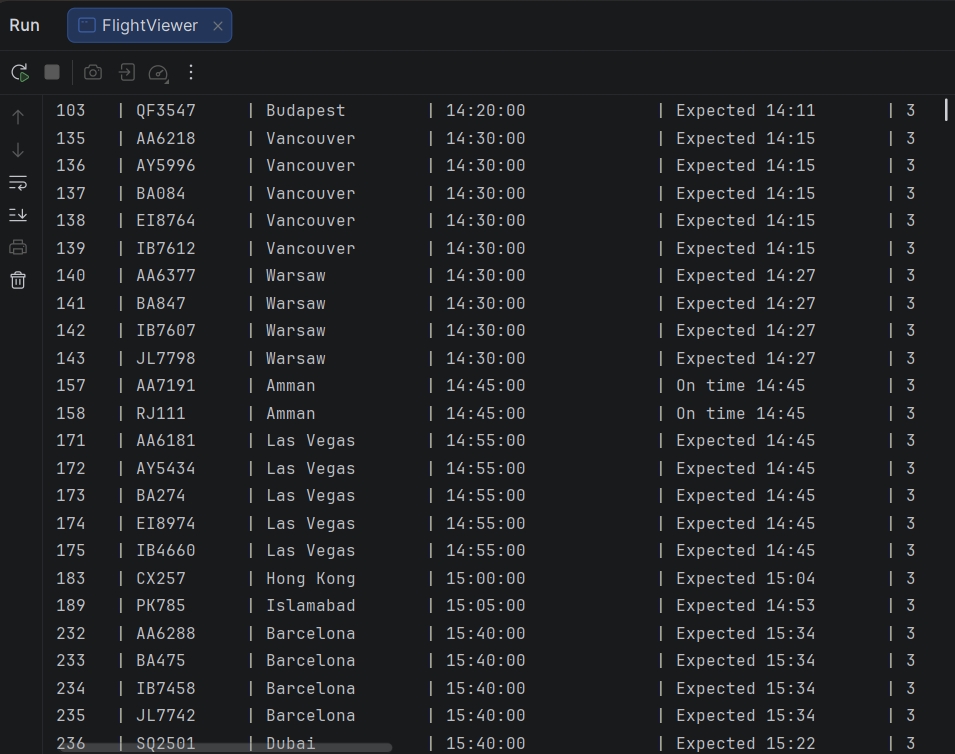 Run FlightViewer
103 | QF3547 | Budapest | 14:20:00 | Expected 14:11 | 3
135 | AA6218 | Vancouver | 14:30:00 | Expected 14:15 | 3
136 | AY5996 | Vancouver | 14:30:00 | Expected 14:15 | 3
137 | BA084 | Vancouver | 14:30:00 | Expected 14:15 | 3
138 | EI8764 | Vancouver | 14:30:00 | Expected 14:15 | 3
139 | IB7612 | Vancouver | 14:30:00 | Expected 14:15 | 3
140 | AA6377 | Warsaw | 14:30:00 | Expected 14:27 | 3
141 | BA847 | Warsaw | 14:30:00 | Expected 14:27 | 3
142 | IB7607 | Warsaw | 14:30:00 | Expected 14:27 | 3
143 | JL7798 | Warsaw | 14:30:00 | Expected 14:27 | 3
157 | AA7191 | Amman | 14:45:00 | On time 14:45 | 3
158 | RJ111 | Amman | 14:45:00 | On time 14:45 | 3
171 | AA6181 | Las Vegas | 14:55:00 | Expected 14:45 | 3
172 | AY5434 | Las Vegas | 14:55:00 | Expected 14:45 | 3
173 | BA274 | Las Vegas | 14:55:00 | Expected 14:45 | 3
174 | EI8974 | Las Vegas | 14:55:00 | Expected 14:45 | 3
175 | IB4660 | Las Vegas | 14:55:00 | Expected 14:45 | 3
183 | CX257 | Hong Kong | 15:00:00 | Expected 15:04 | 3
189 | PK785 | Islamabad | 15:05:00 | Expected 14:53 | 3
232 | AA6288 | Barcelona | 15:40:00 | Expected 15:34 | 3
233 | BA475 | Barcelona | 15:40:00 | Expected 15:34 | 3
234 | IB7458 | Barcelona | 15:40:00 | Expected 15:34 | 3
235 | JL7742 | Barcelona | 15:40:00 | Expected 15:34 | 3
236 | SQ2501 | Dubai | 15:40:00 | Expected 15:22 | 3